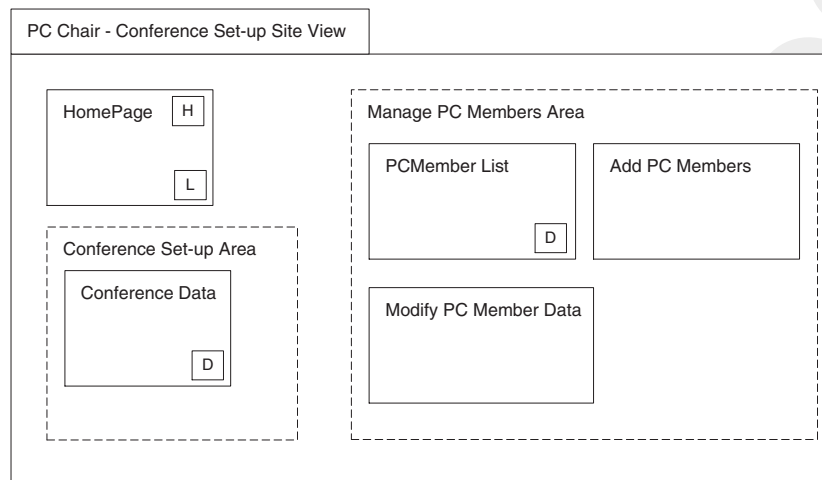 PC Chair - Conference Set-up Site View
HomePage H
L
Conference Set-up Area
Conference Data
D
Manage PC Members Area
PCMember List
D
Add PC Members
Modify PC Member Data